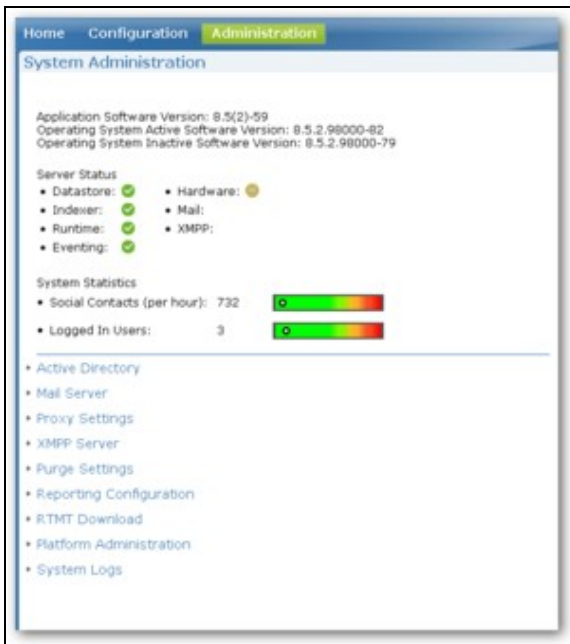 Home Configuration Administration
System Administration
Application Software Version: 8.5(2)-59
Operating System Active Software Version: 8.5.2.98000-82
Operating System Inactive Software Version: 8.5.2.98000-79
Server Status
• Datastore: • Hardware:
• Indexer: • Mail:
• Runtime: • XMPP:
• Eventing:
System Statistics
• Social Contacts (per hour): 732
• Logged In Users: 3
Active Directory
Mail Server
Proxy Settings
XMPP Server
Purge Settings
Reporting Configuration
RTMT Download
Platform Administration
System Logs